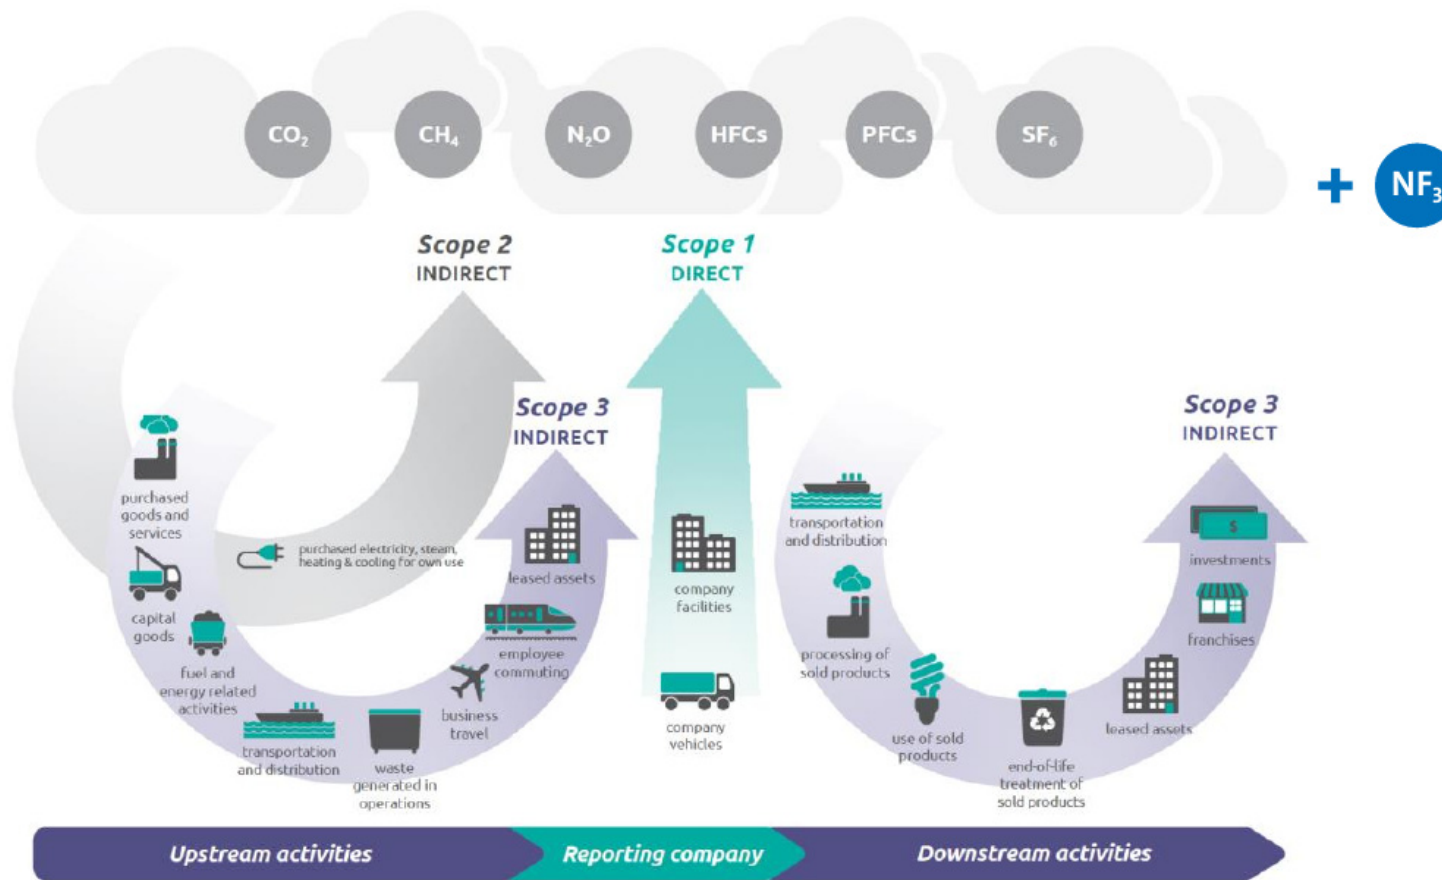 CO₂
CH₄
N₂O
HFCs
PFCs
SF₆
+ NF₃
Scope 2
INDIRECT
Scope 1
DIRECT
Scope 3
INDIRECT
Scope 3
INDIRECT
purchased
goods and
services
capital
goods
fuel and
energy related
activities
transportation
and distribution
waste
generated in
operations
business
travel
employee
commuting
leased assets
purchased electricity, steam,
heating & cooling for own use
company
facilities
company
vehicles
transportation
and distribution
processing of
sold products
use of sold
products
end-of-life
treatment of
sold products
leased assets
franchises
$
investments
Upstream activities
Reporting company
Downstream activities